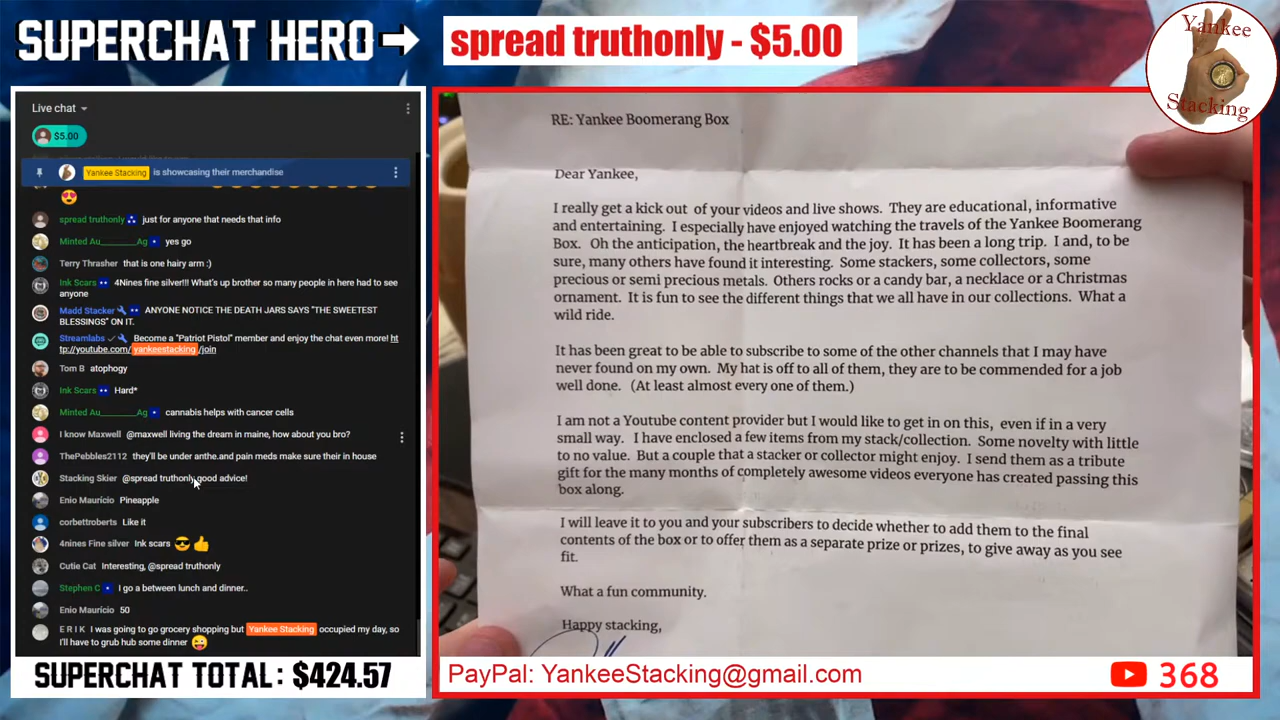 SUPERCHAT HERO
spread truthonly - $5.00
Yankee
Stacking
Live chat
$5.00
Yankee Stacking is showcasing their merchandise
spread truthonly just for anyone that needs that info
Minted Au________Ag yes go
Terry Thrasher that is one hairy arm :)
Ink Scars 4Nines fine silver!!! What's up brother so many people in here had to see
anyone
Madd Stacker ANYONE NOTICE THE DEATH JARS SAYS "THE SWEETEST
BLESSINGS" ON IT.
Streamlabs Become a "Patriot Pistol" member and enjoy the chat even more! ht
tp://youtube.com/ yankeestacking /join
Tom B atophogy
Ink Scars Hard*
Minted Au________Ag cannabis helps with cancer cells
I know Maxwell @maxwell living the dream in maine, how about you bro?
ThePebbles2112 they'll be under anthe.and pain meds make sure their in house
Stacking Skier @spread truthonly good advice!
Enio Maurício Pineapple
corbettroberts Like it
4nines Fine silver Ink scars
Cutie Cat Interesting, @spread truthonly
Stephen C I go a between lunch and dinner..
Enio Maurício 50
E R I K I was going to go grocery shopping but Yankee Stacking occupied my day, so
I'll have to grub hub some dinner
SUPERCHAT TOTAL: $424.57
RE: Yankee Boomerang Box
Dear Yankee,
I really get a kick out of your videos and live shows. They are educational, informative
and entertaining. I especially have enjoyed watching the travels of the Yankee Boomerang
Box. Oh the anticipation, the heartbreak and the joy. It has been a long trip. I and, to be
sure, many others have found it interesting. Some stackers, some collectors, some
precious or semi precious metals. Others rocks or a candy bar, a necklace or a Christmas
ornament. It is fun to see the different things that we all have in our collections. What a
wild ride.
It has been great to be able to subscribe to some of the other channels that I may have
never found on my own. My hat is off to all of them, they are to be commended for a job
well done. (At least almost every one of them.)
I am not a Youtube content provider but I would like to get in on this, even if in a very
small way. I have enclosed a few items from my stack/collection. Some novelty with little
to no value. But a couple that a stacker or collector might enjoy. I send them as a tribute
gift for the many months of completely awesome videos everyone has created passing this
box along.
I will leave it to you and your subscribers to decide whether to add them to the final
contents of the box or to offer them as a separate prize or prizes, to give away as you see
fit.
What a fun community.
Happy stacking,
PayPal: YankeeStacking@gmail.com
368